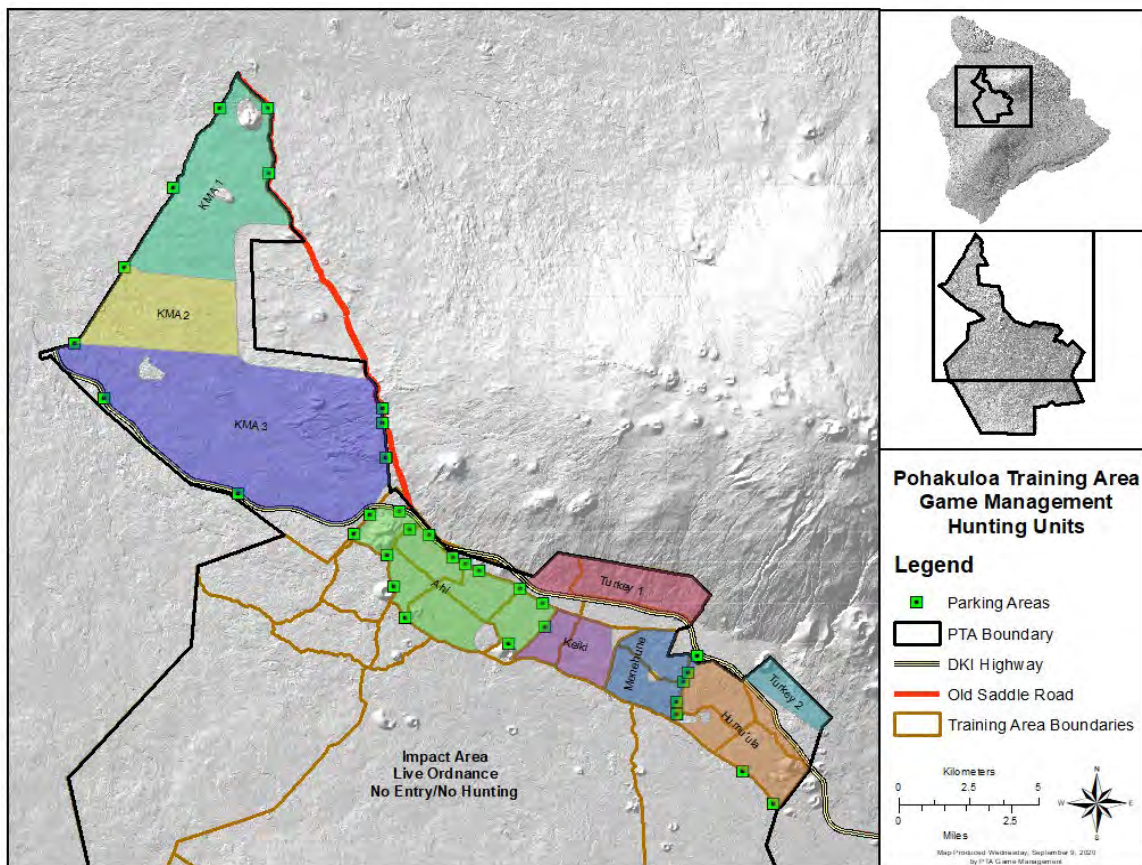 KMA 1
KMA 2
KMA 3
Ahi
Keiki
Menehune
Humu'ula
Turkey 1
Turkey 2
Impact Area
Live Ordnance
No Entry/No Hunting
Pohakuloa Training Area
Game Management
Hunting Units
Legend
Parking Areas
PTA Boundary
DKI Highway
Old Saddle Road
Training Area Boundaries
Kilometers
0 2.5 5
0 2.5
Miles
N
W E
S
Map Produced Wednesday, September 9, 2020
by PTA Game Management